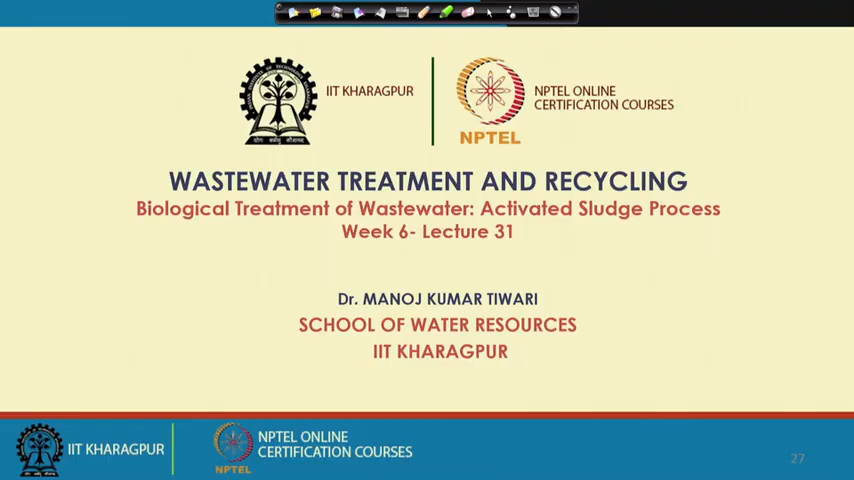 IIT KHARAGPUR
NPTEL
NPTEL ONLINE
CERTIFICATION COURSES
WASTEWATER TREATMENT AND RECYCLING
Biological Treatment of Wastewater: Activated Sludge Process
Week 6- Lecture 31
Dr. MANOJ KUMAR TIWARI
SCHOOL OF WATER RESOURCES
IIT KHARAGPUR
IIT KHARAGPUR
NPTEL
NPTEL ONLINE
CERTIFICATION COURSES
27